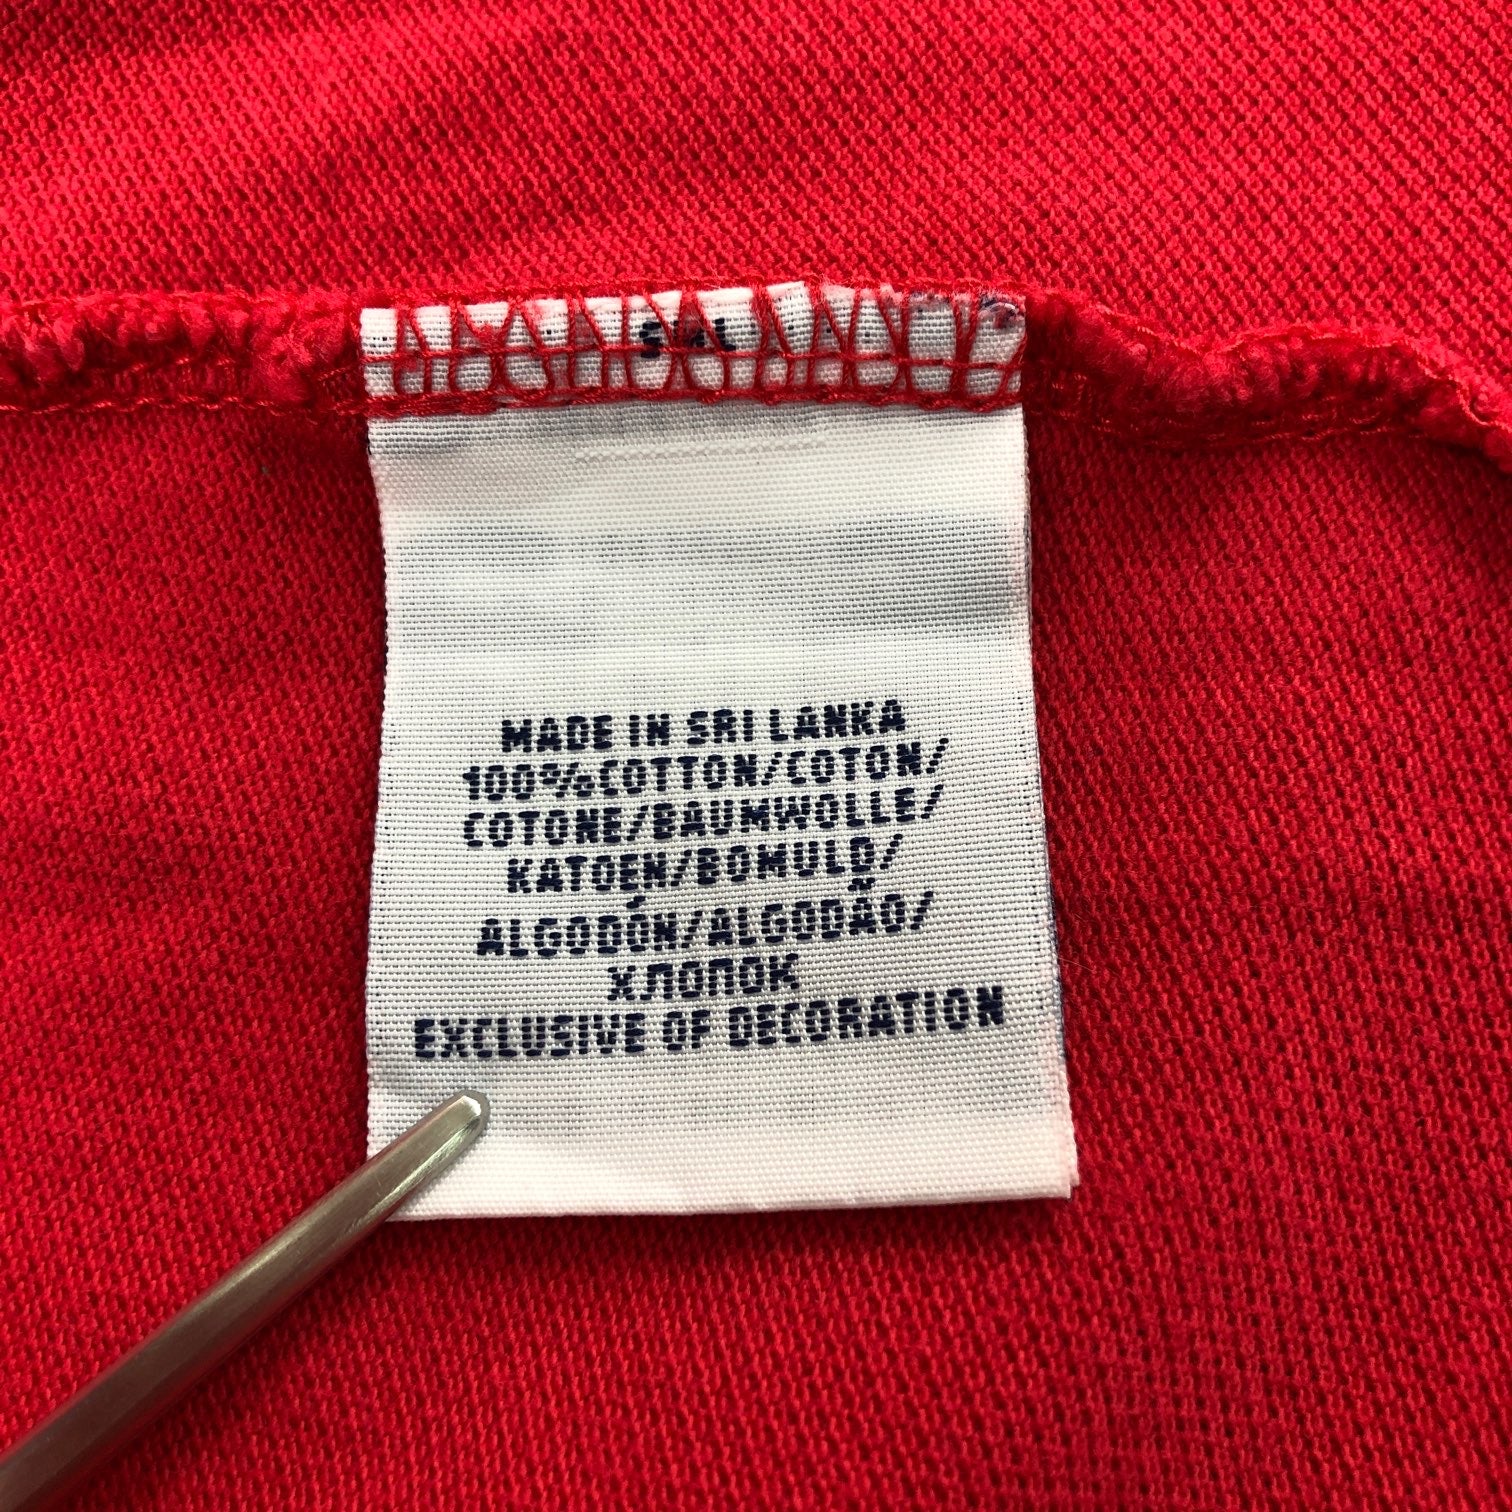 MADE IN SRI LANKA
100%COTTON/COTON/
COTONE/BAUMWOLLE/
KATOEN/BOMULD/
ALGODÓN/ALGODÃO/
ХЛОПОК
EXCLUSIVE OF DECORATION